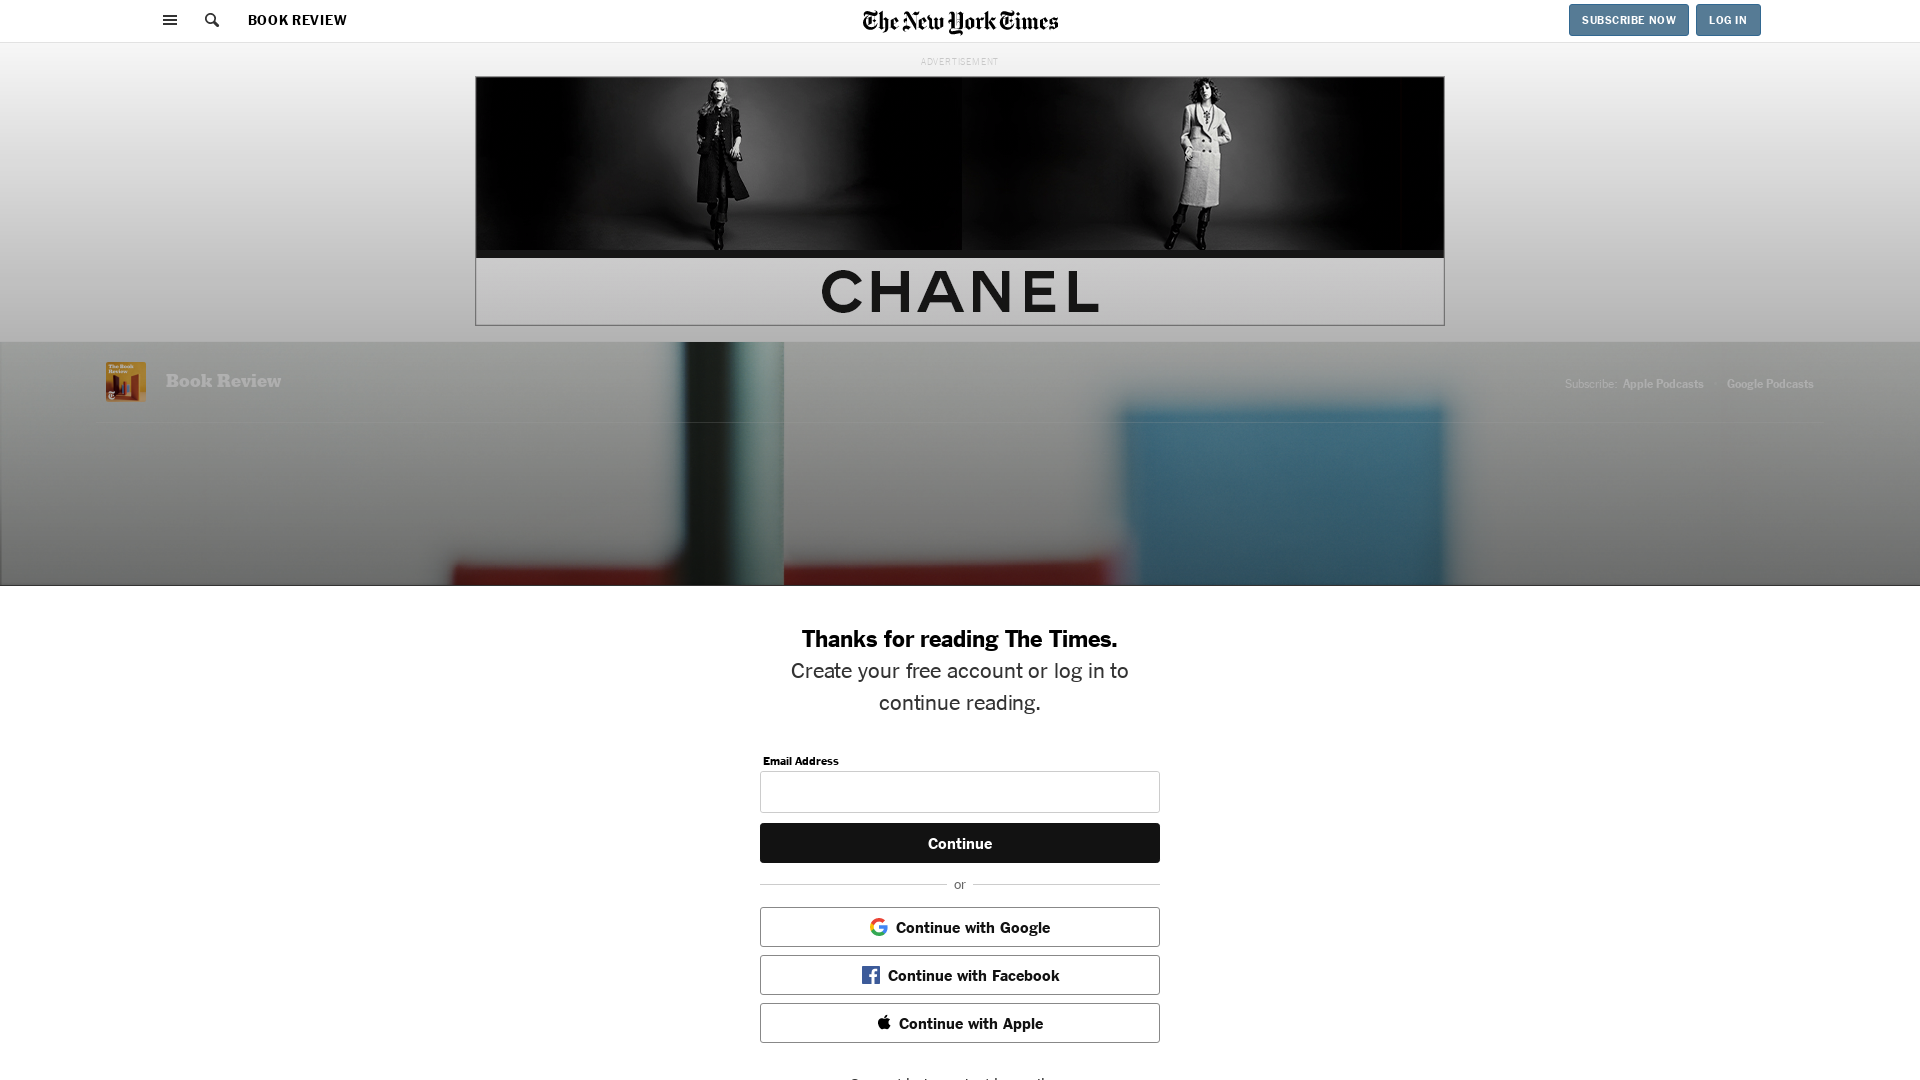 BOOK REVIEW
The New York Times
SUBSCRIBE NOW
LOG IN
ADVERTISEMENT
CHANEL
The Book
Review
Book Review
Subscribe:
Apple Podcasts
Google Podcasts
Thanks for reading The Times.
Create your free account or log in to
continue reading.
Email Address
Continue
or
Continue with Google
Continue with Facebook
Continue with Apple